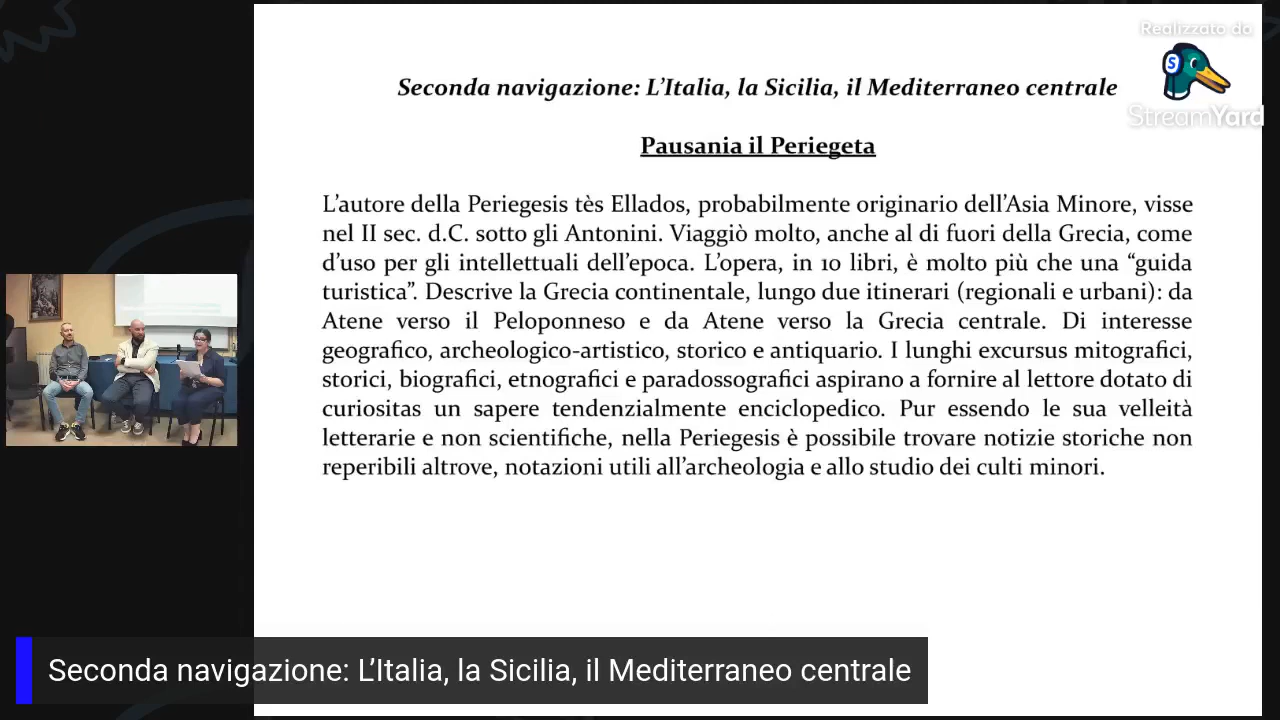 Realizzato da
StreamYard
Seconda navigazione: L’Italia, la Sicilia, il Mediterraneo centrale
Pausania il Periegeta
L’autore della Periegesis tès Ellados, probabilmente originario dell’Asia Minore, visse
nel II sec. d.C. sotto gli Antonini. Viaggiò molto, anche al di fuori della Grecia, come
d’uso per gli intellettuali dell’epoca. L’opera, in 10 libri, è molto più che una “guida
turistica”. Descrive la Grecia continentale, lungo due itinerari (regionali e urbani): da
Atene verso il Peloponneso e da Atene verso la Grecia centrale. Di interesse
geografico, archeologico-artistico, storico e antiquario. I lunghi excursus mitografici,
storici, biografici, etnografici e paradossografici aspirano a fornire al lettore dotato di
curiositas un sapere tendenzialmente enciclopedico. Pur essendo le sua velleità
letterarie e non scientifiche, nella Periegesis è possibile trovare notizie storiche non
reperibili altrove, notazioni utili all’archeologia e allo studio dei culti minori.
Seconda navigazione: L’Italia, la Sicilia, il Mediterraneo centrale